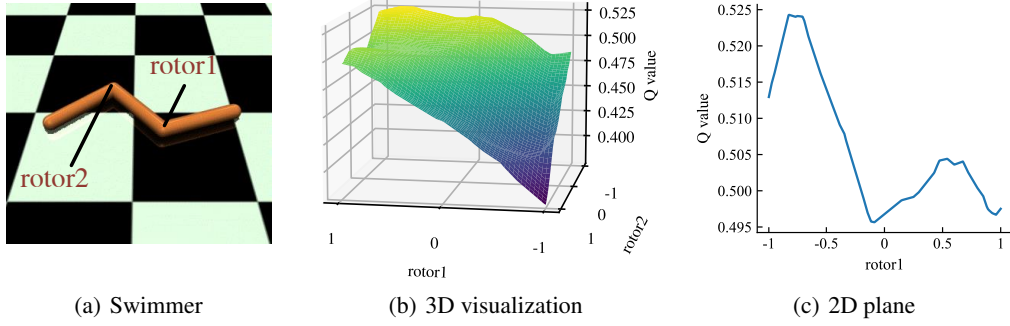 rotor1
rotor2
(a) Swimmer
0.525
0.500
0.475
0.450
0.425
0.400
Q value
-1
0
1
rotor2
1
0
-1
rotor1
(b) 3D visualization
0.525
0.520
0.515
0.510
0.505
0.500
0.495
Q value
-1
-0.5
0
0.5
1
rotor1
(c) 2D plane